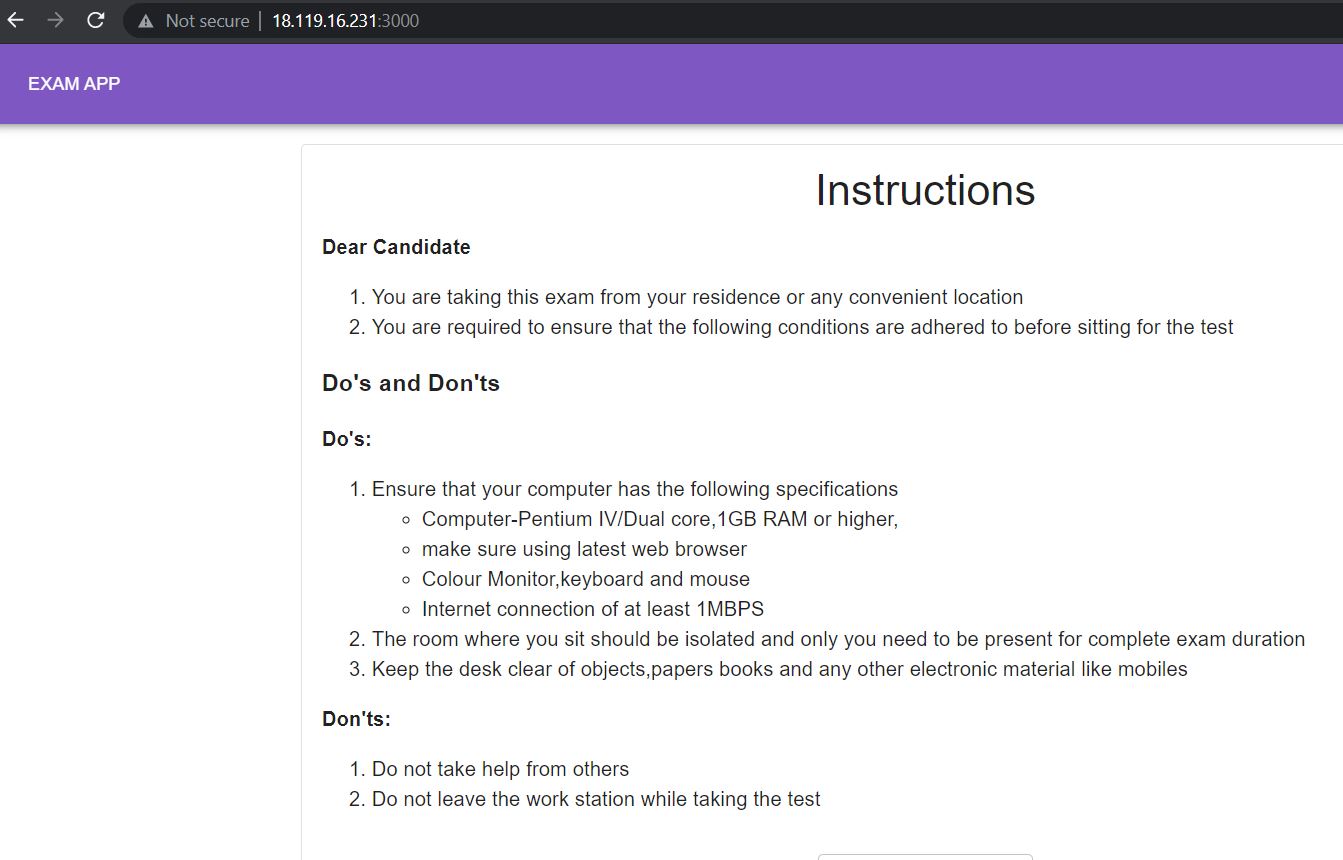 Not secure | 18.119.16.231:3000
EXAM APP
Instructions
Dear Candidate
1. You are taking this exam from your residence or any convenient location
2. You are required to ensure that the following conditions are adhered to before sitting for the test
Do's and Don'ts
Do's:
1. Ensure that your computer has the following specifications
Computer-Pentium IV/Dual core,1GB RAM or higher,
make sure using latest web browser
Colour Monitor,keyboard and mouse
Internet connection of at least 1MBPS
2. The room where you sit should be isolated and only you need to be present for complete exam duration
3. Keep the desk clear of objects,papers books and any other electronic material like mobiles
Don'ts:
1. Do not take help from others
2. Do not leave the work station while taking the test